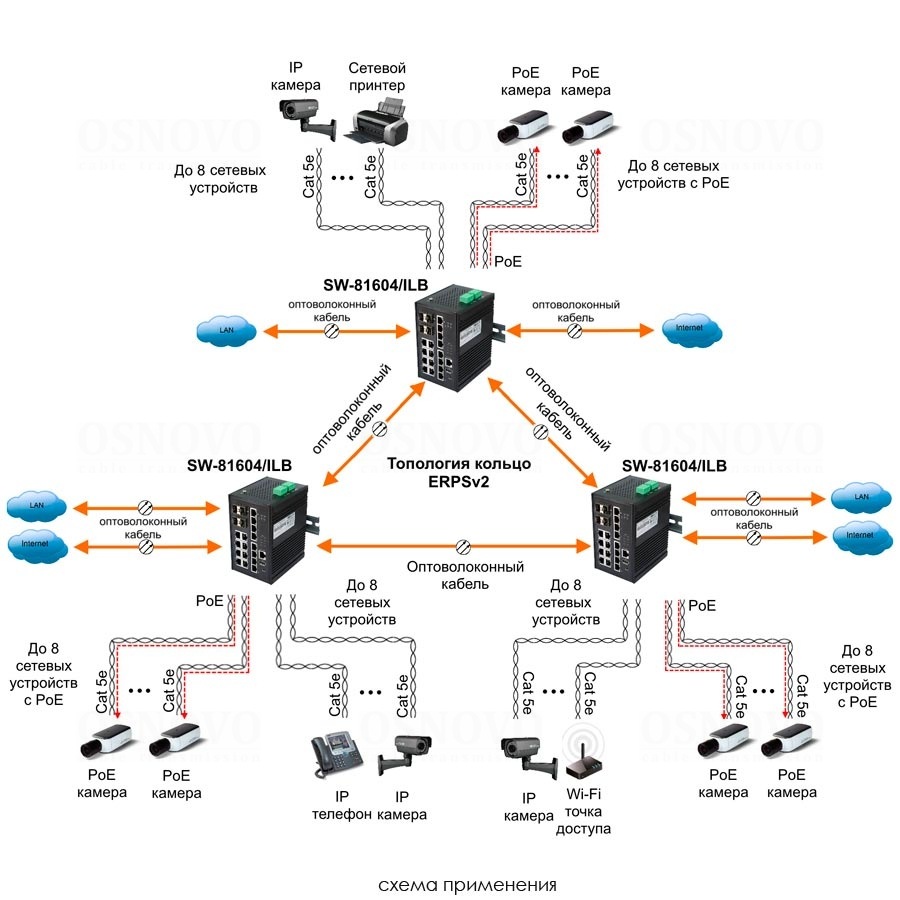 IP
камера
Сетевой
принтер
PoE
камера
PoE
камера
OSNOVO
cable transmission
До 8 сетевых
устройств
Cat 5e
Cat 5e
Cat 5e
Cat 5e
До 8 сетевых
устройств с PoE
PoE
SW-81604/ILB
оптоволоконный
кабель
оптоволоконный
кабель
LAN
Internet
оптоволоконный
кабель
оптоволоконный
кабель
OSNOVO
OSNOVO
Топология кольцо
ERPSv2
SW-81604/ILB
SW-81604/ILB
LAN
оптоволоконный
кабель
Internet
LAN
оптоволоконный
кабель
Internet
Оптоволоконный
кабель
PoE
До 8
сетевых
устройств
До 8
сетевых
устройств
PoE
До 8
сетевых
устройств
с PoE
Cat 5e
Cat 5e
Cat 5e
Cat 5e
Cat 5e
Cat 5e
Cat 5e
Cat 5e
До 8
сетевых
устройств
с PoE
PoE
камера
PoE
камера
IP
телефон
IP
камера
IP
камера
Wi-Fi
точка
доступа
PoE
камера
PoE
камера
схема применения